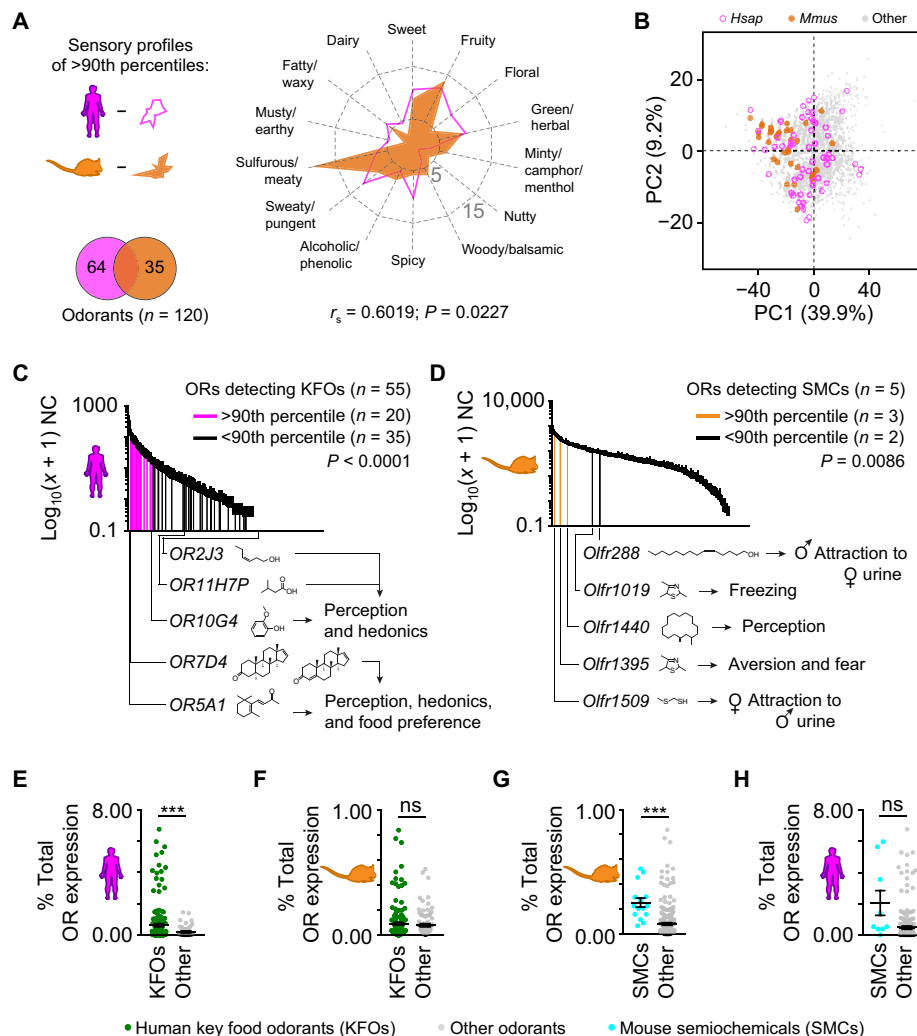 A
Sensory profiles
of >90th percentiles:
–
–
64
35
Odorants (n = 120)
Sweet
Fruity
Floral
Green/
herbal
Minty/
camphor/
menthol
Nutty
Woody/balsamic
Spicy
Alcoholic/
phenolic
Sweaty/
pungent
Sulfurous/
meaty
Musty/
earthy
Fatty/
waxy
Dairy
5
15
rs = 0.6019; P = 0.0227
B
Hsap Mmus Other
PC2 (9.2%)
20
0
−20
−40 0 40
PC1 (39.9%)
C
ORs detecting KFOs (n = 55)
>90th percentile (n = 20)
<90th percentile (n = 35)
P < 0.0001
Log10(x + 1) NC
1000
0.1
OR2J3
OH
OR11H7P
O
OH
OR10G4
O
OH
Perception
and hedonics
OR7D4
O
O
OR5A1
O
Perception, hedonics,
and food preference
D
ORs detecting SMCs (n = 5)
>90th percentile (n = 3)
<90th percentile (n = 2)
P = 0.0086
Log10(x + 1) NC
10,000
0.1
Olfr288
OH
♂ Attraction to
♀ urine
Olfr1019
N
S
Freezing
Olfr1440
Perception
Olfr1395
N
S
Aversion and fear
Olfr1509
S SH
♀ Attraction to
♂ urine
E
% Total
OR expression
8.00
0.00
***
KFOs
Other
F
% Total
OR expression
1.00
0.00
ns
KFOs
Other
G
% Total
OR expression
1.00
0.00
***
SMCs
Other
H
% Total
OR expression
8.00
0.00
ns
SMCs
Other
Human key food odorants (KFOs) Other odorants Mouse semiochemicals (SMCs)